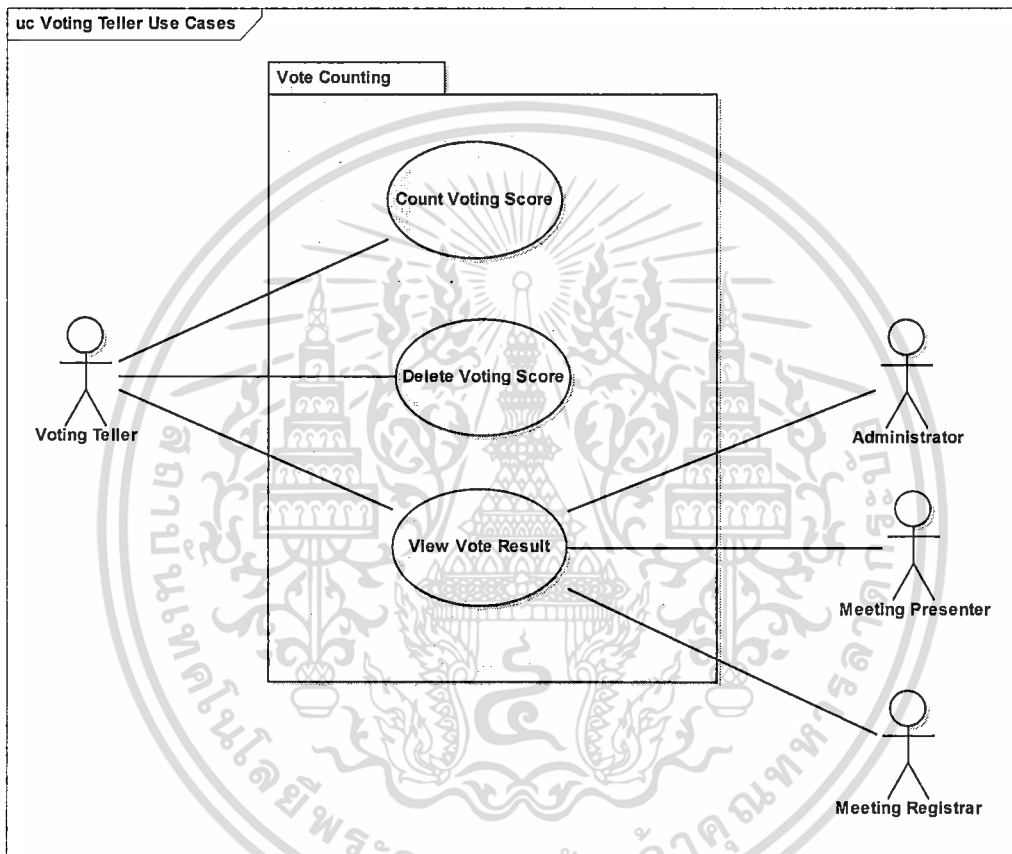 uc Voting Teller Use Cases
Vote Counting
Count Voting Score
Delete Voting Score
Voting Teller
Administrator
View Vote Result
Meeting Presenter
Meeting Registrar